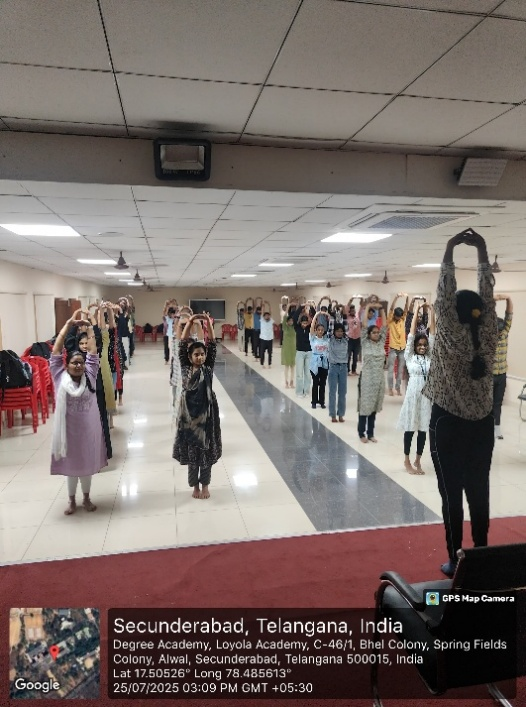 GPS Map Camera
Secunderabad, Telangana, India
Degree Academy, Loyola Academy, C-46/1, Bhel Colony, Spring Fields
Colony, Alwal, Secunderabad, Telangana 500015, India
Lat 17.50526° Long 78.485613°
25/07/2025 03:09 PM GMT +05:30
Google